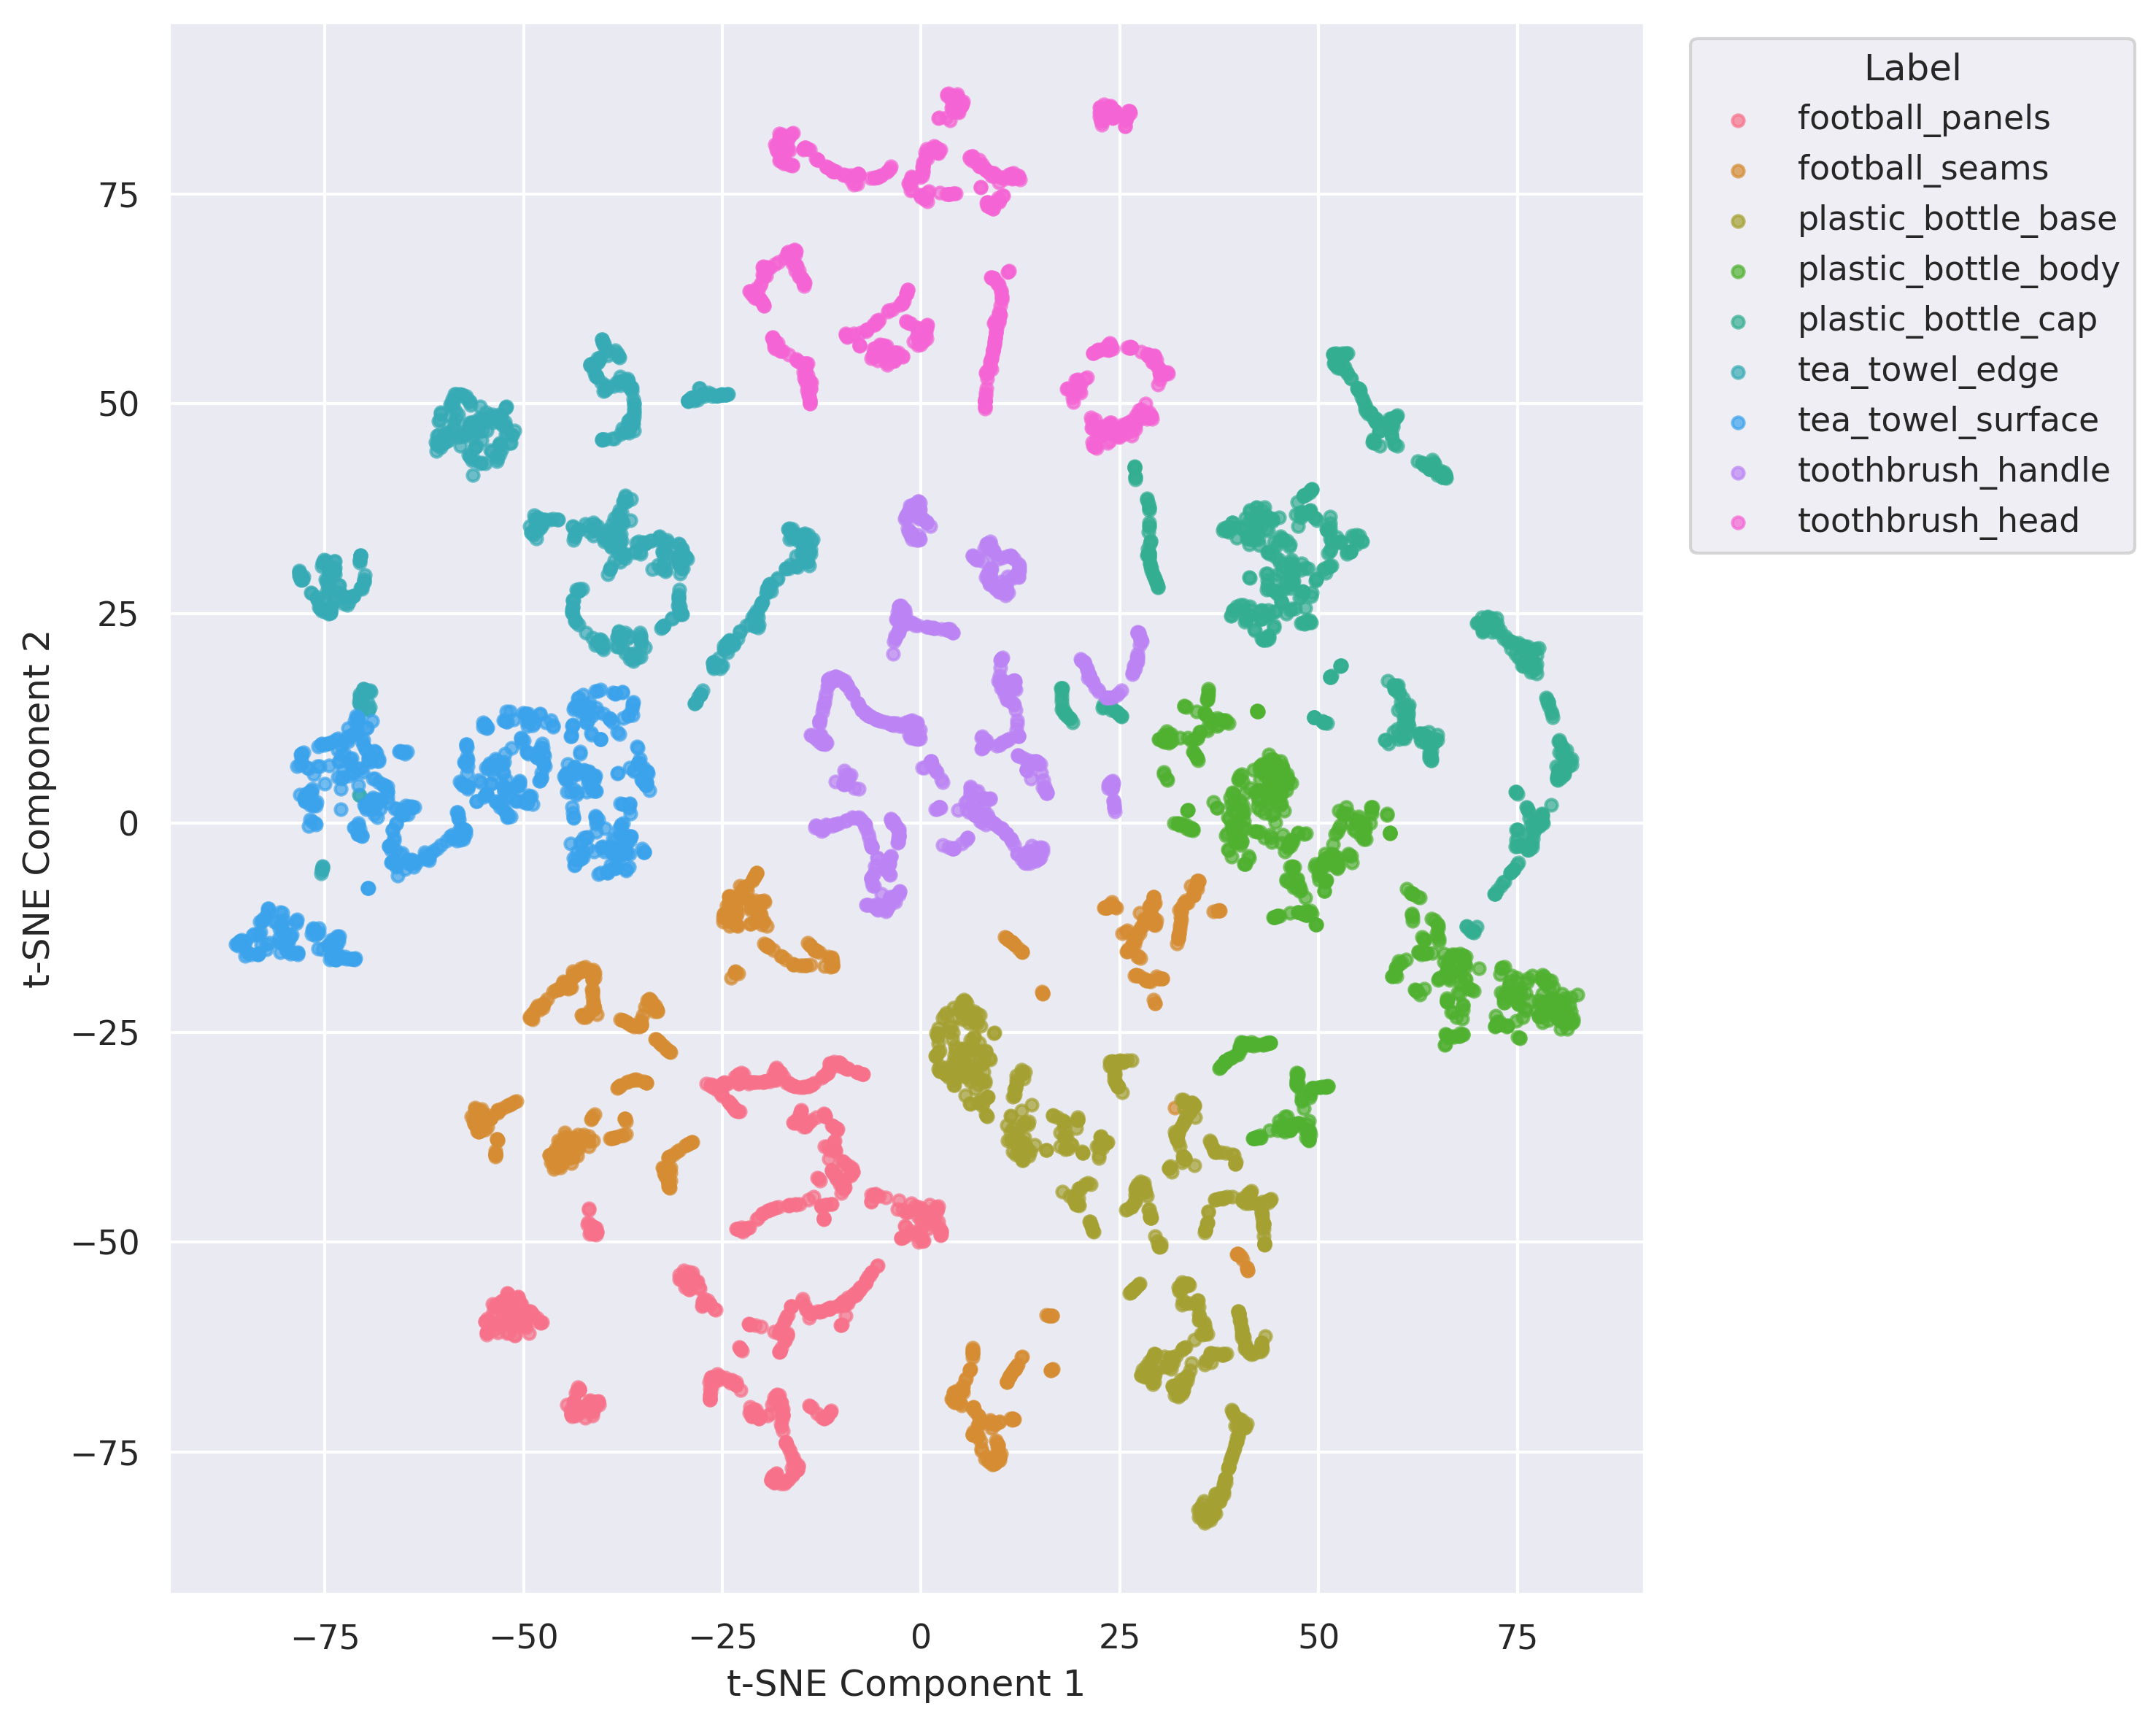 Label
football_panels
football_seams
plastic_bottle_base
plastic_bottle_body
plastic_bottle_cap
tea_towel_edge
tea_towel_surface
toothbrush_handle
toothbrush_head
75
50
25
0
−25
−50
−75
t-SNE Component 2
−75 −50 −25 0 25 50 75
t-SNE Component 1